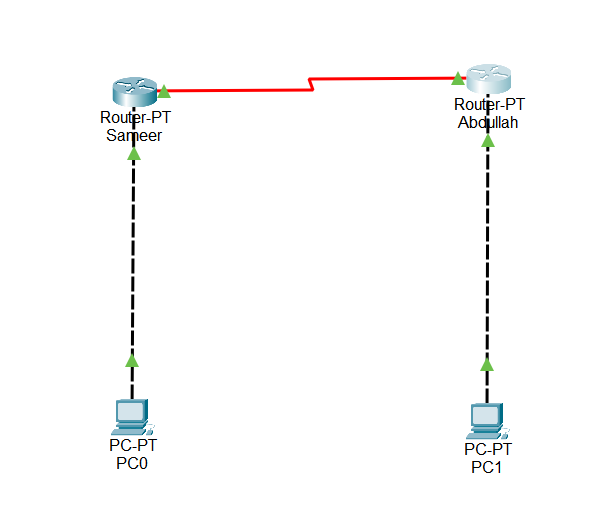 Router-PT
Sameer
Router-PT
Abdullah
PC-PT
PC0
PC-PT
PC1